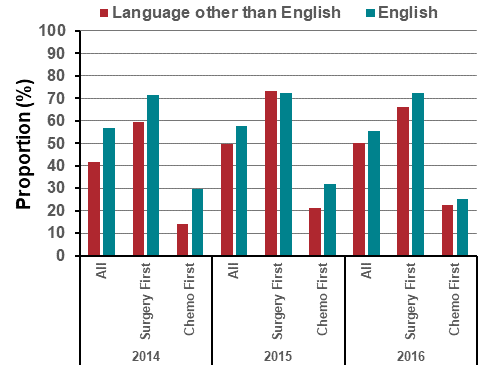 Language other than English English
Proportion (%)
100
90
80
70
60
50
40
30
20
10
0
All Surgery First Chemo First All Surgery First Chemo First All Surgery First Chemo First
2014 2015 2016